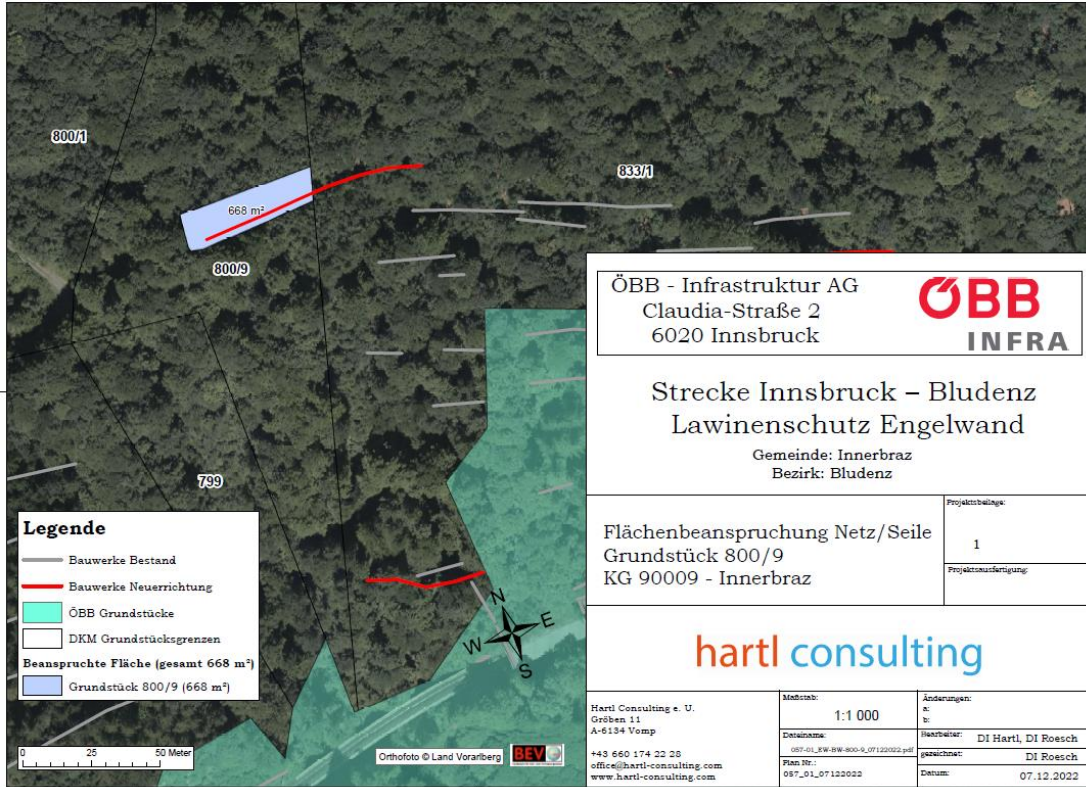 800/1
833/1
668 m²
800/9
799
Legende
Bauwerke Bestand
Bauwerke Neuerrichtung
ÖBB Grundstücke
DKM Grundstücksgrenzen
Beanspruchte Fläche (gesamt 668 m²)
Grundstück 800/9 (668 m²)
0 25 50 Meter
N
W E
S
Orthofoto © Land Vorarlberg
BEV
ÖBB - Infrastruktur AG
Claudia-Straße 2
6020 Innsbruck
ÖBB
INFRA
Strecke Innsbruck – Bludenz
Lawinenschutz Engelwand
Gemeinde: Innerbraz
Bezirk: Bludenz
Flächenbeanspruchung Netz/Seile
Grundstück 800/9
KG 90009 - Innerbraz
Projektsbeilage:
1
Projektsausfertigung:
hartl consulting
Hartl Consulting e. U.
Gröben 11
A-6134 Vomp
+43 660 174 22 28
office@hartl-consulting.com
www.hartl-consulting.com
Maßstab:
1:1 000
Dateiname:
057-01_EW-BW-800-9_07122022.pdf
Plan Nr.:
057_01_07122022
Änderungen:
a:
b:
Bearbeiter: DI Hartl, DI Roesch
gezeichnet: DI Roesch
Datum: 07.12.2022